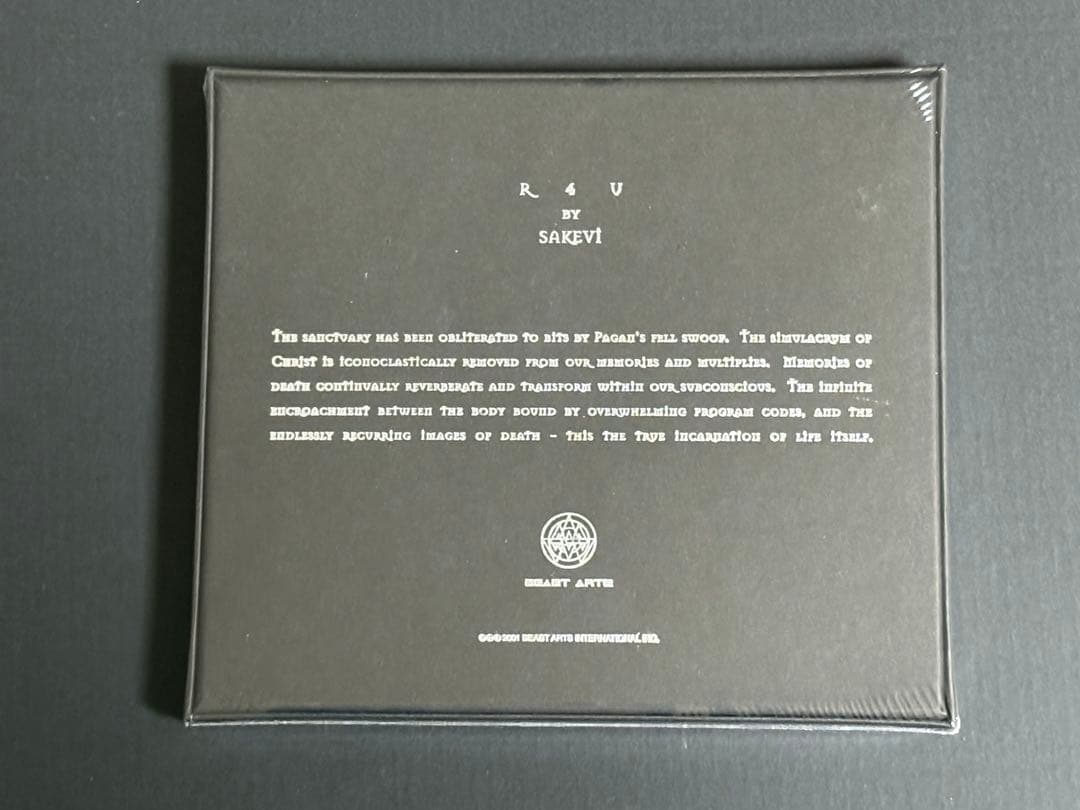 R 4 U
BY
SAKEVI
THE SANCTUARY HAS BEEN OBLITERATED TO BITS BY PAGAN'S FELL SWOOP. THE SIMULACRUM OF
CHRIST IS ICONOCLASTICALLY REMOVED FROM OUR MEMORIES AND MULTIPLIES. MEMORIES OF
DEATH CONTINUALLY REVERBERATE AND TRANSFORM WITHIN OUR SUBCONSCIOUS. THE INFINITE
ENCROACHMENT BETWEEN THE BODY BOUND BY OVERWHELMING PROGRAM CODES, AND THE
ENDLESSLY RECURRING IMAGES OF DEATH - THIS THE TRUE INCARNATION OF LIFE ITSELF.
BEAST ARTS
2001 BEAST ARTS INTERNATIONAL INC.